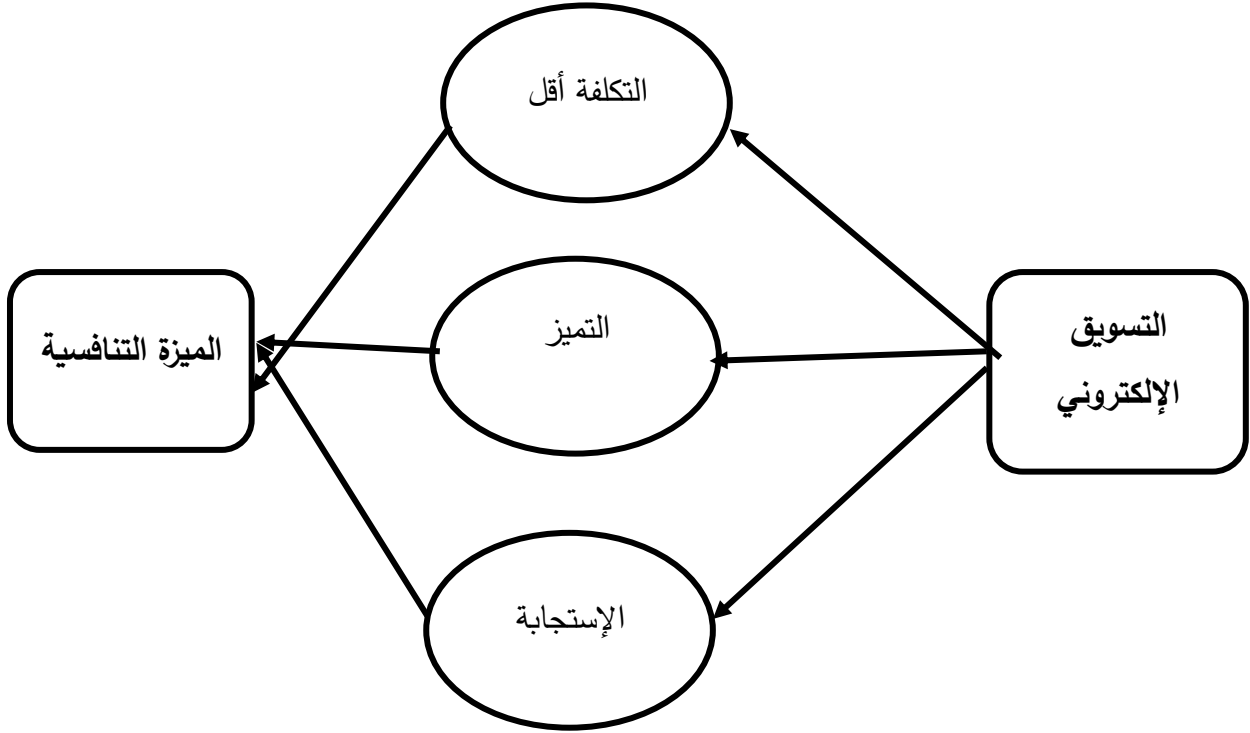 التكلفة أقل
التسويق
الإلكتروني
التميز
الميزة التنافسية
الإستجابة